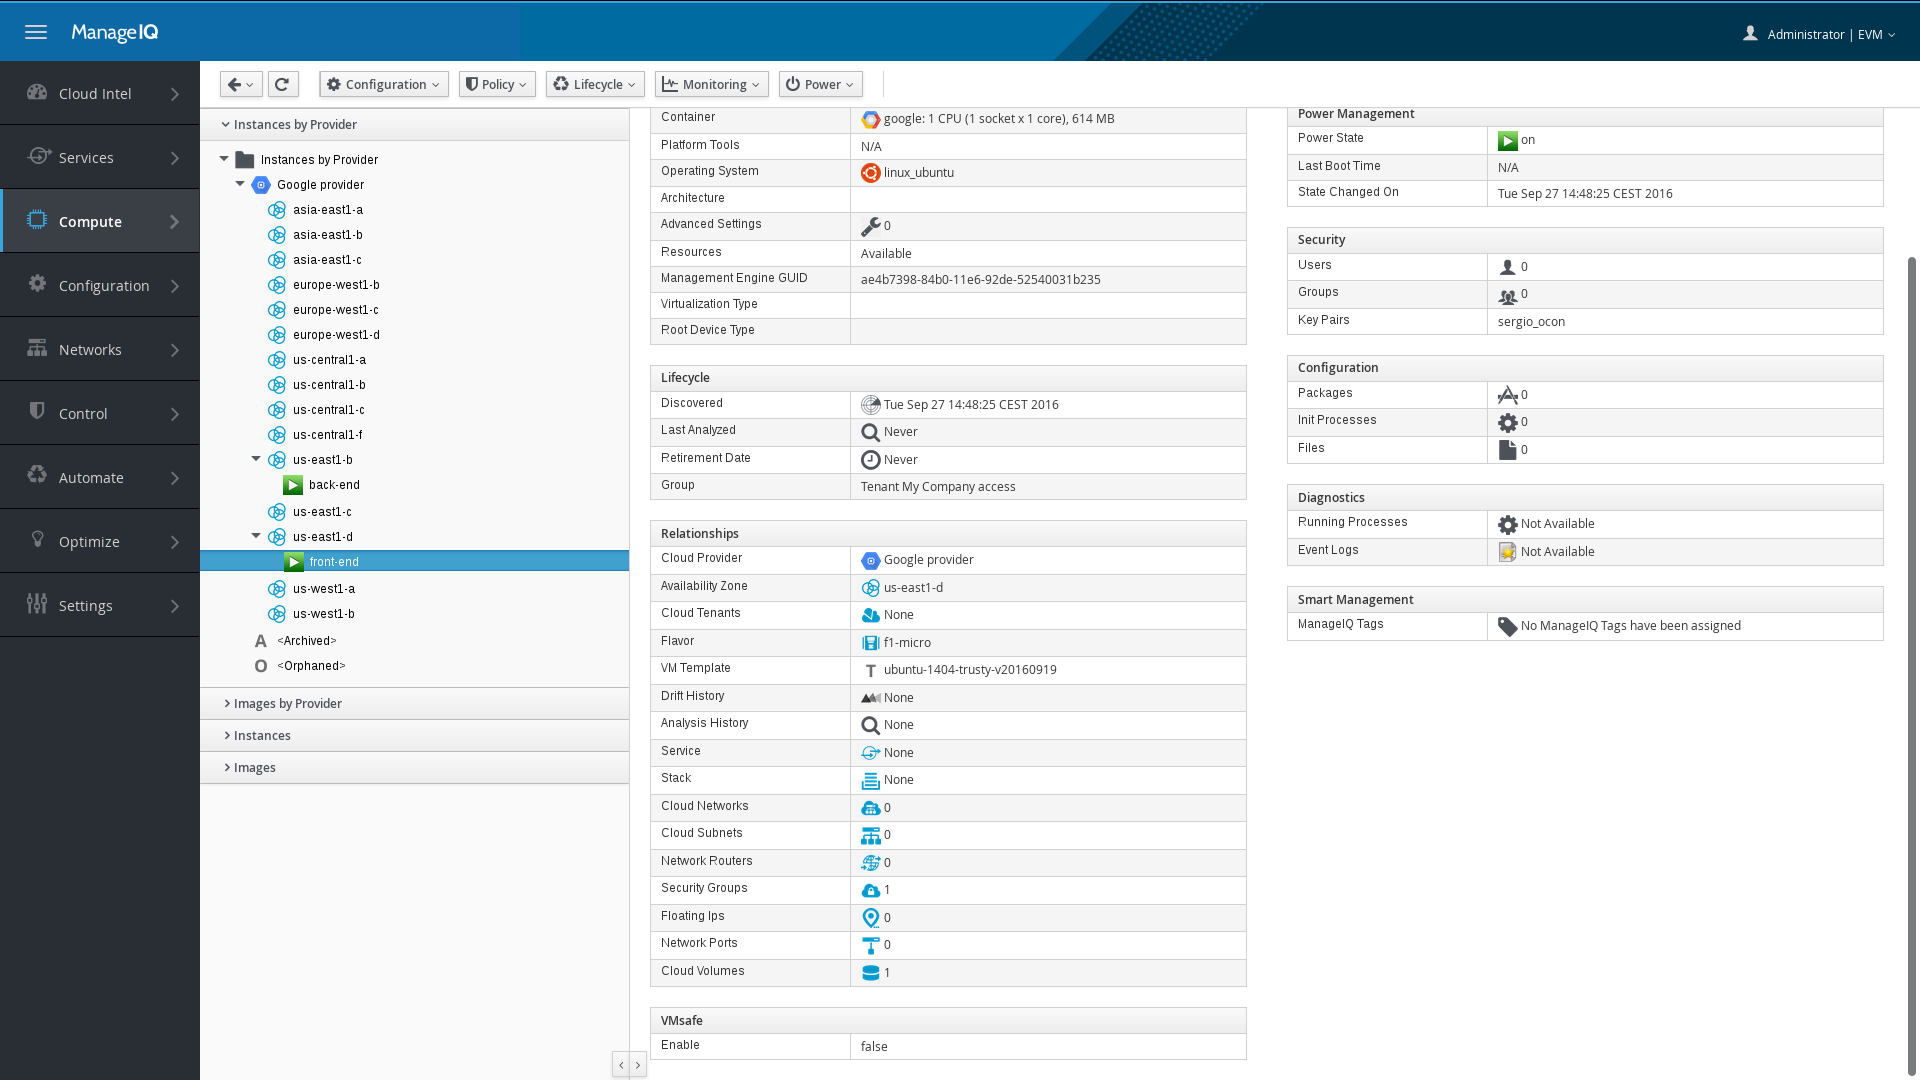 ManageIQ
Administrator | EVM
Cloud Intel
Services
Compute
Configuration
Networks
Control
Automate
Optimize
Settings
Configuration
Policy
Lifecycle
Monitoring
Power
Instances by Provider
Instances by Provider
Google provider
asia-east1-a
asia-east1-b
asia-east1-c
europe-west1-b
europe-west1-c
europe-west1-d
us-central1-a
us-central1-b
us-central1-c
us-central1-f
us-east1-b
back-end
us-east1-c
us-east1-d
front-end
us-west1-a
us-west1-b
A <Archived>
O <Orphaned>
Images by Provider
Instances
Images
Container google: 1 CPU (1 socket x 1 core), 614 MB
Platform Tools N/A
Operating System linux_ubuntu
Architecture
Advanced Settings 0
Resources Available
Management Engine GUID ae4b7398-84b0-11e6-92de-52540031b235
Virtualization Type
Root Device Type
Lifecycle
Discovered Tue Sep 27 14:48:25 CEST 2016
Last Analyzed Never
Retirement Date Never
Group Tenant My Company access
Relationships
Cloud Provider Google provider
Availability Zone us-east1-d
Cloud Tenants None
Flavor f1-micro
VM Template T ubuntu-1404-trusty-v20160919
Drift History None
Analysis History None
Service None
Stack None
Cloud Networks 0
Cloud Subnets 0
Network Routers 0
Security Groups 1
Floating Ips 0
Network Ports 0
Cloud Volumes 1
VMsafe
Enable false
Power Management
Power State on
Last Boot Time N/A
State Changed On Tue Sep 27 14:48:25 CEST 2016
Security
Users 0
Groups 0
Key Pairs sergio_ocon
Configuration
Packages 0
Init Processes 0
Files 0
Diagnostics
Running Processes Not Available
Event Logs Not Available
Smart Management
ManageIQ Tags No ManageIQ Tags have been assigned